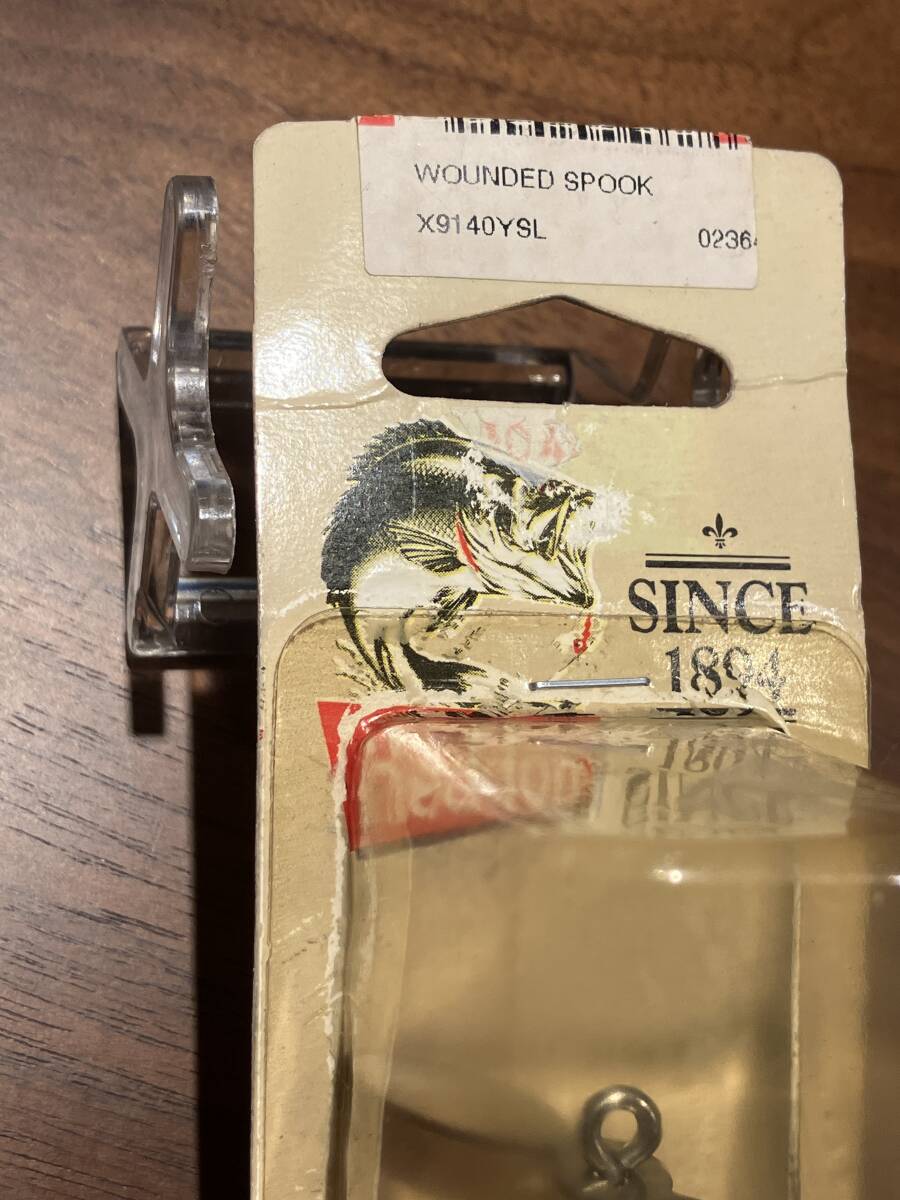 WOUNDED SPOOK
X9140YSL 0236
SINCE
1894